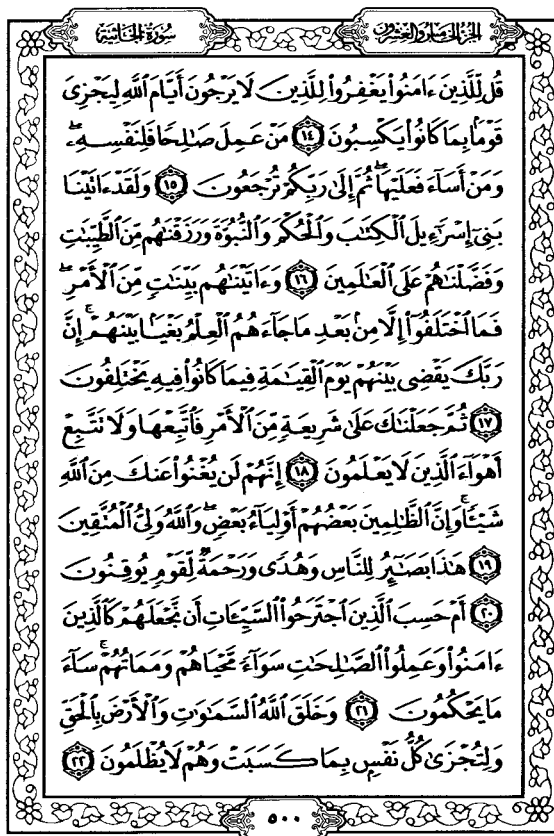 الجزء الخامس والعشرون
سورة الجاثية
قُل لِّلَّذِينَ ءَامَنُوا۟ يَغْفِرُوا۟ لِلَّذِينَ لَا يَرْجُونَ أَيَّامَ ٱللَّهِ لِيَجْزِىَ
قَوْمًۢا بِمَا كَانُوا۟ يَكْسِبُونَ ١٤ مَنْ عَمِلَ صَـٰلِحًا فَلِنَفْسِهِۦ ۖ
وَمَنْ أَسَآءَ فَعَلَيْهَا ۖ ثُمَّ إِلَىٰ رَبِّكُمْ تُرْجَعُونَ ١٥ وَلَقَدْ ءَاتَيْنَا
بَنِىٓ إِسْرَٰٓءِيلَ ٱلْكِتَـٰبَ وَٱلْحُكْمَ وَٱلنُّبُوَّةَ وَرَزَقْنَـٰهُم مِّنَ ٱلطَّيِّبَـٰتِ
وَفَضَّلْنَـٰهُمْ عَلَى ٱلْعَـٰلَمِينَ ١٦ وَءَاتَيْنَـٰهُم بَيِّنَـٰتٍ مِّنَ ٱلْأَمْرِ ۖ
فَمَا ٱخْتَلَفُوٓا۟ إِلَّا مِنۢ بَعْدِ مَا جَآءَهُمُ ٱلْعِلْمُ بَغْيًۢا بَيْنَهُمْ ۚ إِنَّ
رَبَّكَ يَقْضِى بَيْنَهُمْ يَوْمَ ٱلْقِيَـٰمَةِ فِيمَا كَانُوا۟ فِيهِ يَخْتَلِفُونَ
١٧ ثُمَّ جَعَلْنَـٰكَ عَلَىٰ شَرِيعَةٍ مِّنَ ٱلْأَمْرِ فَٱتَّبِعْهَا وَلَا تَتَّبِعْ
أَهْوَآءَ ٱلَّذِينَ لَا يَعْلَمُونَ ١٨ إِنَّهُمْ لَن يُغْنُوا۟ عَنكَ مِنَ ٱللَّهِ
شَيْـًٔا ۚ وَإِنَّ ٱلظَّـٰلِمِينَ بَعْضُهُمْ أَوْلِيَآءُ بَعْضٍ ۖ وَٱللَّهُ وَلِىُّ ٱلْمُتَّقِينَ
١٩ هَـٰذَا بَصَـٰٓئِرُ لِلنَّاسِ وَهُدًى وَرَحْمَةٌ لِّقَوْمٍ يُوقِنُونَ
٢٠ أَمْ حَسِبَ ٱلَّذِينَ ٱجْتَرَحُوا۟ ٱلسَّيِّـَٔاتِ أَن نَّجْعَلَهُمْ كَٱلَّذِينَ
ءَامَنُوا۟ وَعَمِلُوا۟ ٱلصَّـٰلِحَـٰتِ سَوَآءً مَّحْيَاهُمْ وَمَمَاتُهُمْ ۚ سَآءَ
مَا يَحْكُمُونَ ٢١ وَخَلَقَ ٱللَّهُ ٱلسَّمَـٰوَٰتِ وَٱلْأَرْضَ بِٱلْحَقِّ
وَلِتُجْزَىٰ كُلُّ نَفْسٍۭ بِمَا كَسَبَتْ وَهُمْ لَا يُظْلَمُونَ ٢٢
٥٠٠